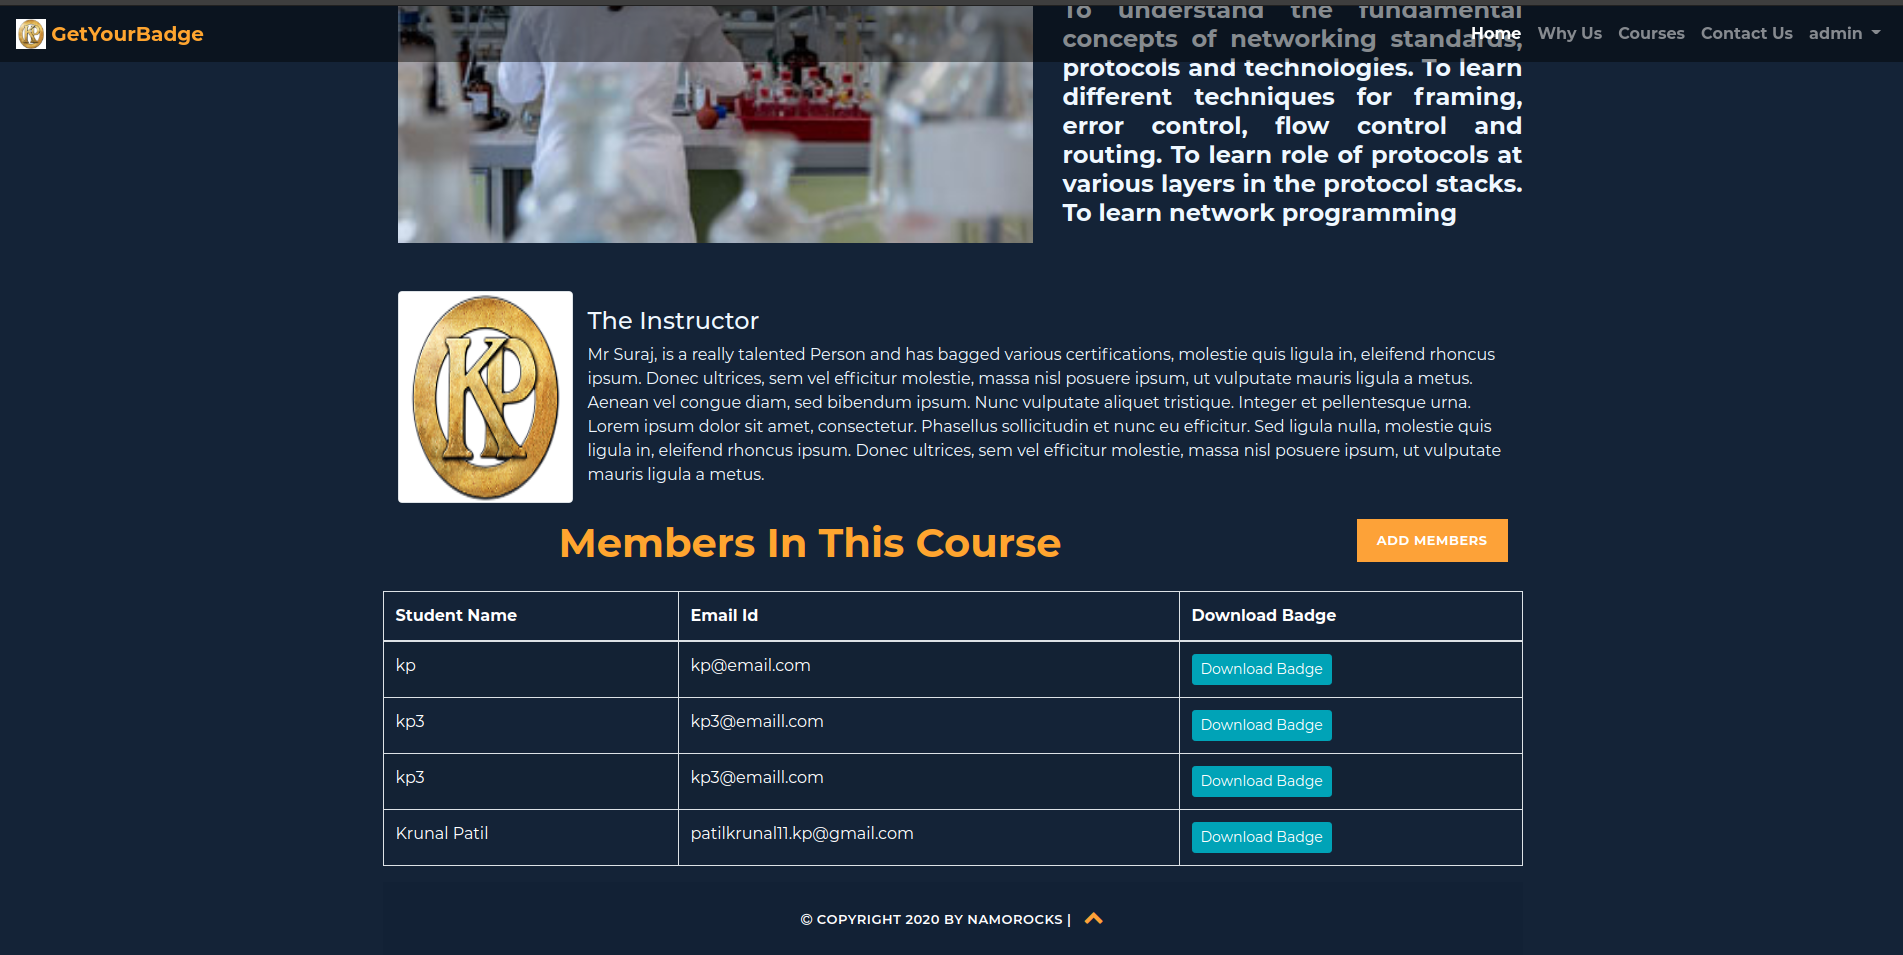 GetYourBadge
Home Why Us Courses Contact Us admin
To understand the fundamental
concepts of networking standards,
protocols and technologies. To learn
different techniques for framing,
error control, flow control and
routing. To learn role of protocols at
various layers in the protocol stacks.
To learn network programming
KP
The Instructor
Mr Suraj, is a really talented Person and has bagged various certifications, molestie quis ligula in, eleifend rhoncus
ipsum. Donec ultrices, sem vel efficitur molestie, massa nisl posuere ipsum, ut vulputate mauris ligula a metus.
Aenean vel congue diam, sed bibendum ipsum. Nunc vulputate aliquet tristique. Integer et pellentesque urna.
Lorem ipsum dolor sit amet, consectetur. Phasellus sollicitudin et nunc eu efficitur. Sed ligula nulla, molestie quis
ligula in, eleifend rhoncus ipsum. Donec ultrices, sem vel efficitur molestie, massa nisl posuere ipsum, ut vulputate
mauris ligula a metus.
Members In This Course
ADD MEMBERS
Student Name Email Id Download Badge
kp kp@email.com Download Badge
kp3 kp3@emaill.com Download Badge
kp3 kp3@emaill.com Download Badge
Krunal Patil patilkrunal11.kp@gmail.com Download Badge
© COPYRIGHT 2020 BY NAMOROCKS |